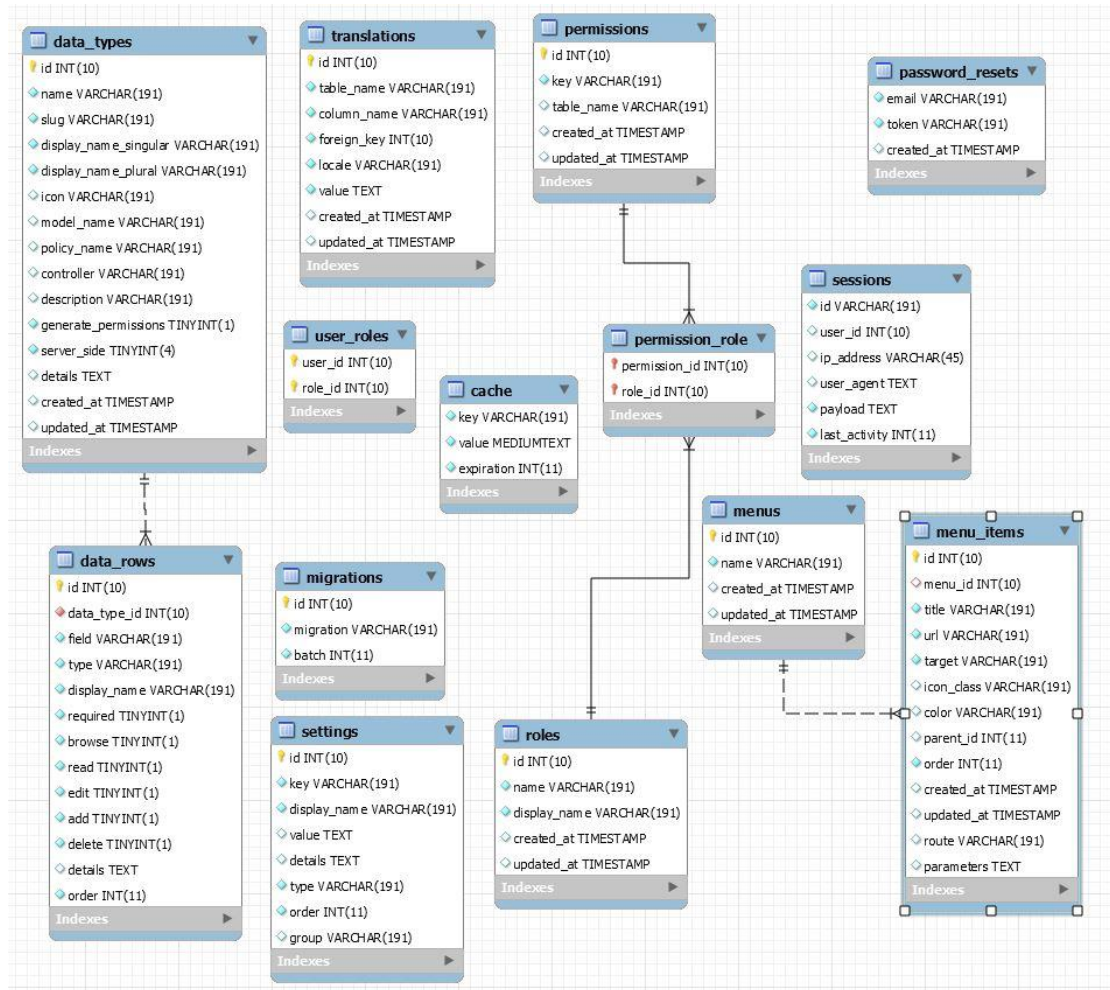 data_types
id INT(10)
name VARCHAR(191)
slug VARCHAR(191)
display_name_singular VARCHAR(191)
display_name_plural VARCHAR(191)
icon VARCHAR(191)
model_name VARCHAR(191)
policy_name VARCHAR(191)
controller VARCHAR(191)
description VARCHAR(191)
generate_permissions TINYINT(1)
server_side TINYINT(4)
details TEXT
created_at TIMESTAMP
updated_at TIMESTAMP
Indexes
translations
id INT(10)
table_name VARCHAR(191)
column_name VARCHAR(191)
foreign_key INT(10)
locale VARCHAR(191)
value TEXT
created_at TIMESTAMP
updated_at TIMESTAMP
Indexes
permissions
id INT(10)
key VARCHAR(191)
table_name VARCHAR(191)
created_at TIMESTAMP
updated_at TIMESTAMP
Indexes
password_resets
email VARCHAR(191)
token VARCHAR(191)
created_at TIMESTAMP
Indexes
user_roles
user_id INT(10)
role_id INT(10)
Indexes
cache
key VARCHAR(191)
value MEDIUMTEXT
expiration INT(11)
Indexes
permission_role
permission_id INT(10)
role_id INT(10)
Indexes
sessions
id VARCHAR(191)
user_id INT(10)
ip_address VARCHAR(45)
user_agent TEXT
payload TEXT
last_activity INT(11)
Indexes
data_rows
id INT(10)
data_type_id INT(10)
field VARCHAR(191)
type VARCHAR(191)
display_name VARCHAR(191)
required TINYINT(1)
browse TINYINT(1)
read TINYINT(1)
edit TINYINT(1)
add TINYINT(1)
delete TINYINT(1)
details TEXT
order INT(11)
Indexes
migrations
id INT(10)
migration VARCHAR(191)
batch INT(11)
Indexes
settings
id INT(10)
key VARCHAR(191)
display_name VARCHAR(191)
value TEXT
details TEXT
type VARCHAR(191)
order INT(11)
group VARCHAR(191)
Indexes
roles
id INT(10)
name VARCHAR(191)
display_name VARCHAR(191)
created_at TIMESTAMP
updated_at TIMESTAMP
Indexes
menus
id INT(10)
name VARCHAR(191)
created_at TIMESTAMP
updated_at TIMESTAMP
Indexes
menu_items
id INT(10)
menu_id INT(10)
title VARCHAR(191)
url VARCHAR(191)
target VARCHAR(191)
icon_class VARCHAR(191)
color VARCHAR(191)
parent_id INT(11)
order INT(11)
created_at TIMESTAMP
updated_at TIMESTAMP
route VARCHAR(191)
parameters TEXT
Indexes